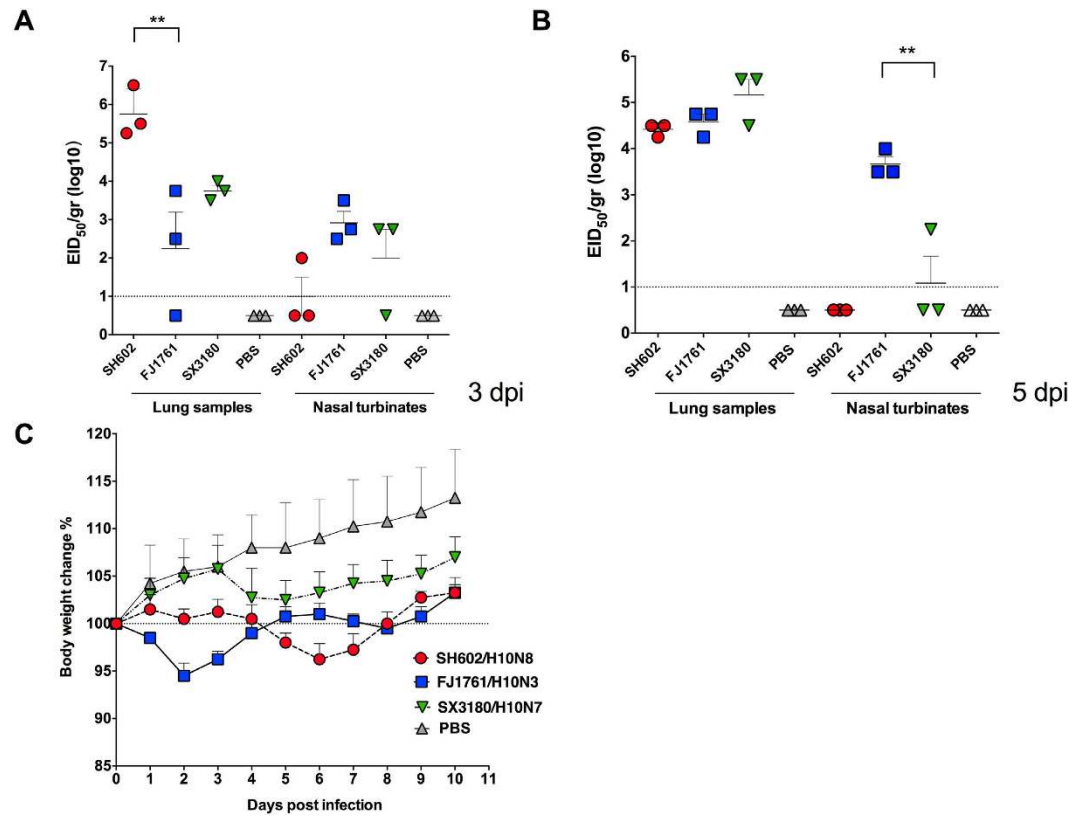 A
**
EID50/gr (log10)
7
6
5
4
3
2
1
0
SH602
FJ1761
SX3180
PBS
SH602
FJ1761
SX3180
PBS
Lung samples
Nasal turbinates
3 dpi
B
**
EID50/gr (log10)
6
5
4
3
2
1
0
SH602
FJ1761
SX3180
PBS
SH602
FJ1761
SX3180
PBS
Lung samples
Nasal turbinates
5 dpi
C
Body weight change %
120
115
110
105
100
95
90
85
0 1 2 3 4 5 6 7 8 9 10 11
Days post infection
SH602/H10N8
FJ1761/H10N3
SX3180/H10N7
PBS